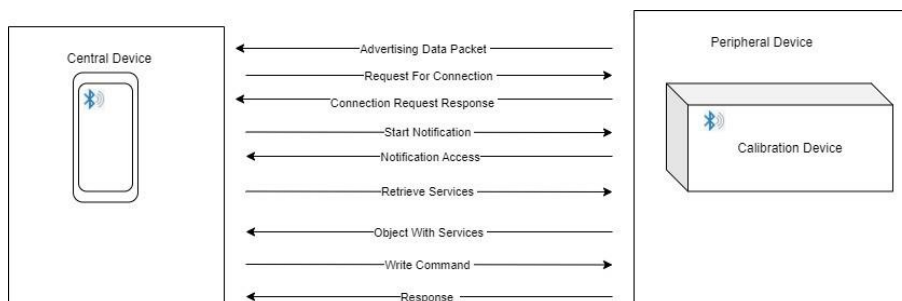 Central Device
Peripheral Device
Calibration Device
Advertising Data Packet
Request For Connection
Connection Request Response
Start Notification
Notification Access
Retrieve Services
Object With Services
Write Command
Response